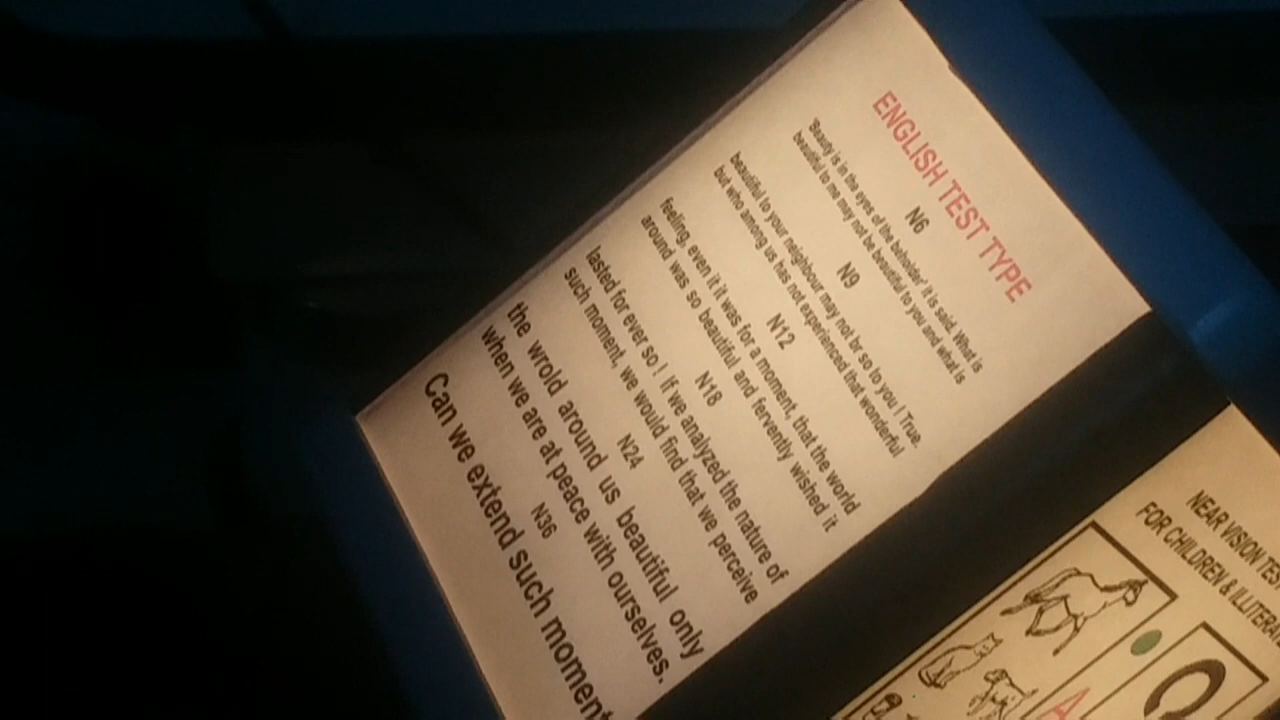 ENGLISH TEST TYPE
N6
'Beauty is in the eyes of the beholder' it is said. What is
beautiful to me may not be beautiful to you and what is
N9
beautiful to your neighbour may not br so to you ! True.
but who among us has not experienced that wonderful
N12
feeling, even it it was for a moment, that the world
around was so beautiful and fervently wished it
N18
lasted for ever so ! If we analyzed the nature of
such moment, we would find that we perceive
N24
the wrold around us beautiful only
when we are at peace with ourselves.
N36
Can we extend such moment
NEAR VISION TEST
FOR CHILDREN & ILLITERA
A